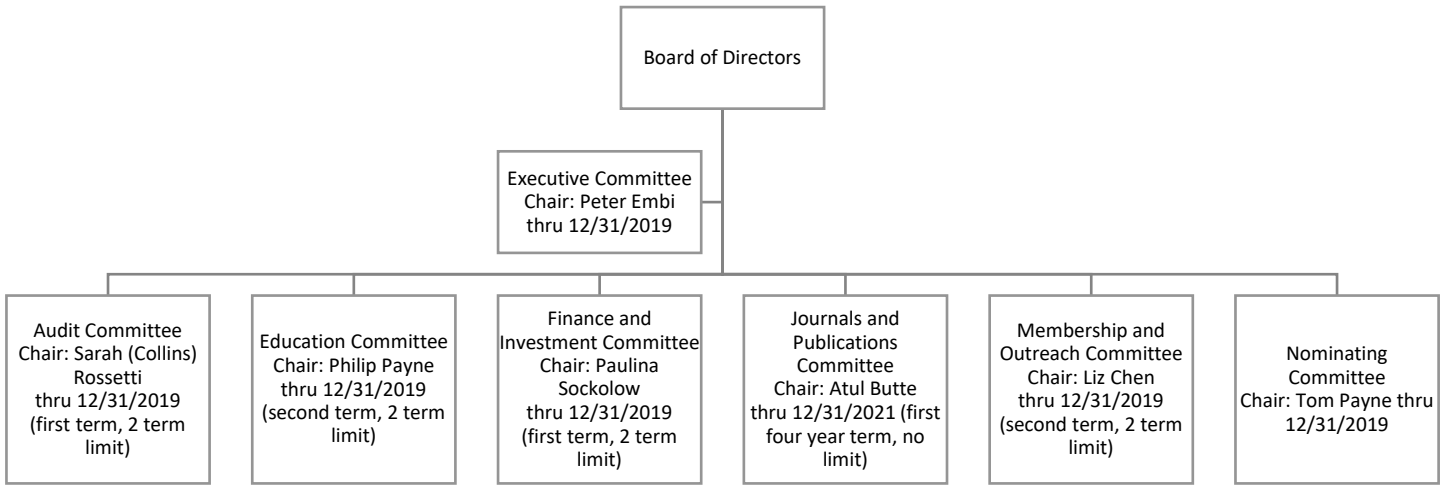 Board of Directors
Executive Committee
Chair: Peter Embi
thru 12/31/2019
Audit Committee
Chair: Sarah (Collins)
Rossetti
thru 12/31/2019
(first term, 2 term
limit)
Education Committee
Chair: Philip Payne
thru 12/31/2019
(second term, 2 term
limit)
Finance and
Investment Committee
Chair: Paulina
Sockolow
thru 12/31/2019
(first term, 2 term
limit)
Journals and
Publications
Committee
Chair: Atul Butte
thru 12/31/2021 (first
four year term, no
limit)
Membership and
Outreach Committee
Chair: Liz Chen
thru 12/31/2019
(second term, 2 term
limit)
Nominating
Committee
Chair: Tom Payne thru
12/31/2019